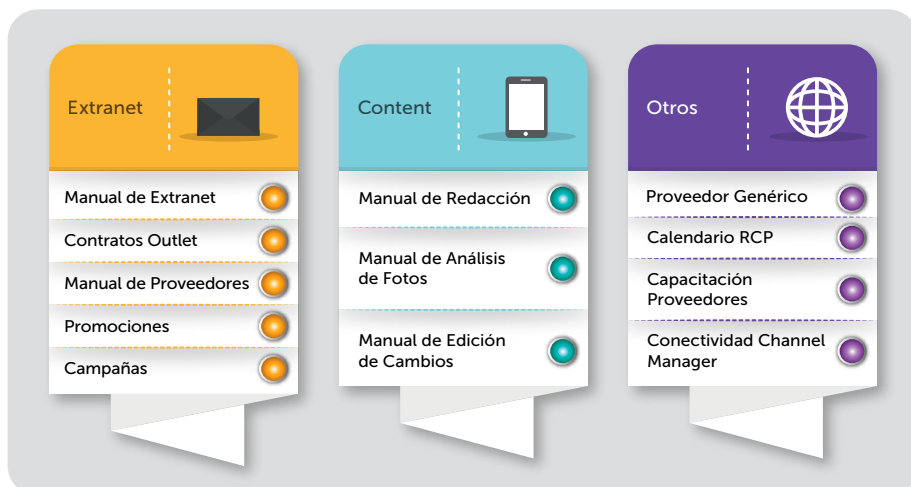 Extranet
Manual de Extranet
Contratos Outlet
Manual de Proveedores
Promociones
Campañas
Content
Manual de Redacción
Manual de Análisis
de Fotos
Manual de Edición
de Cambios
Otros
Proveedor Genérico
Calendario RCP
Capacitación
Proveedores
Conectividad Channel
Manager